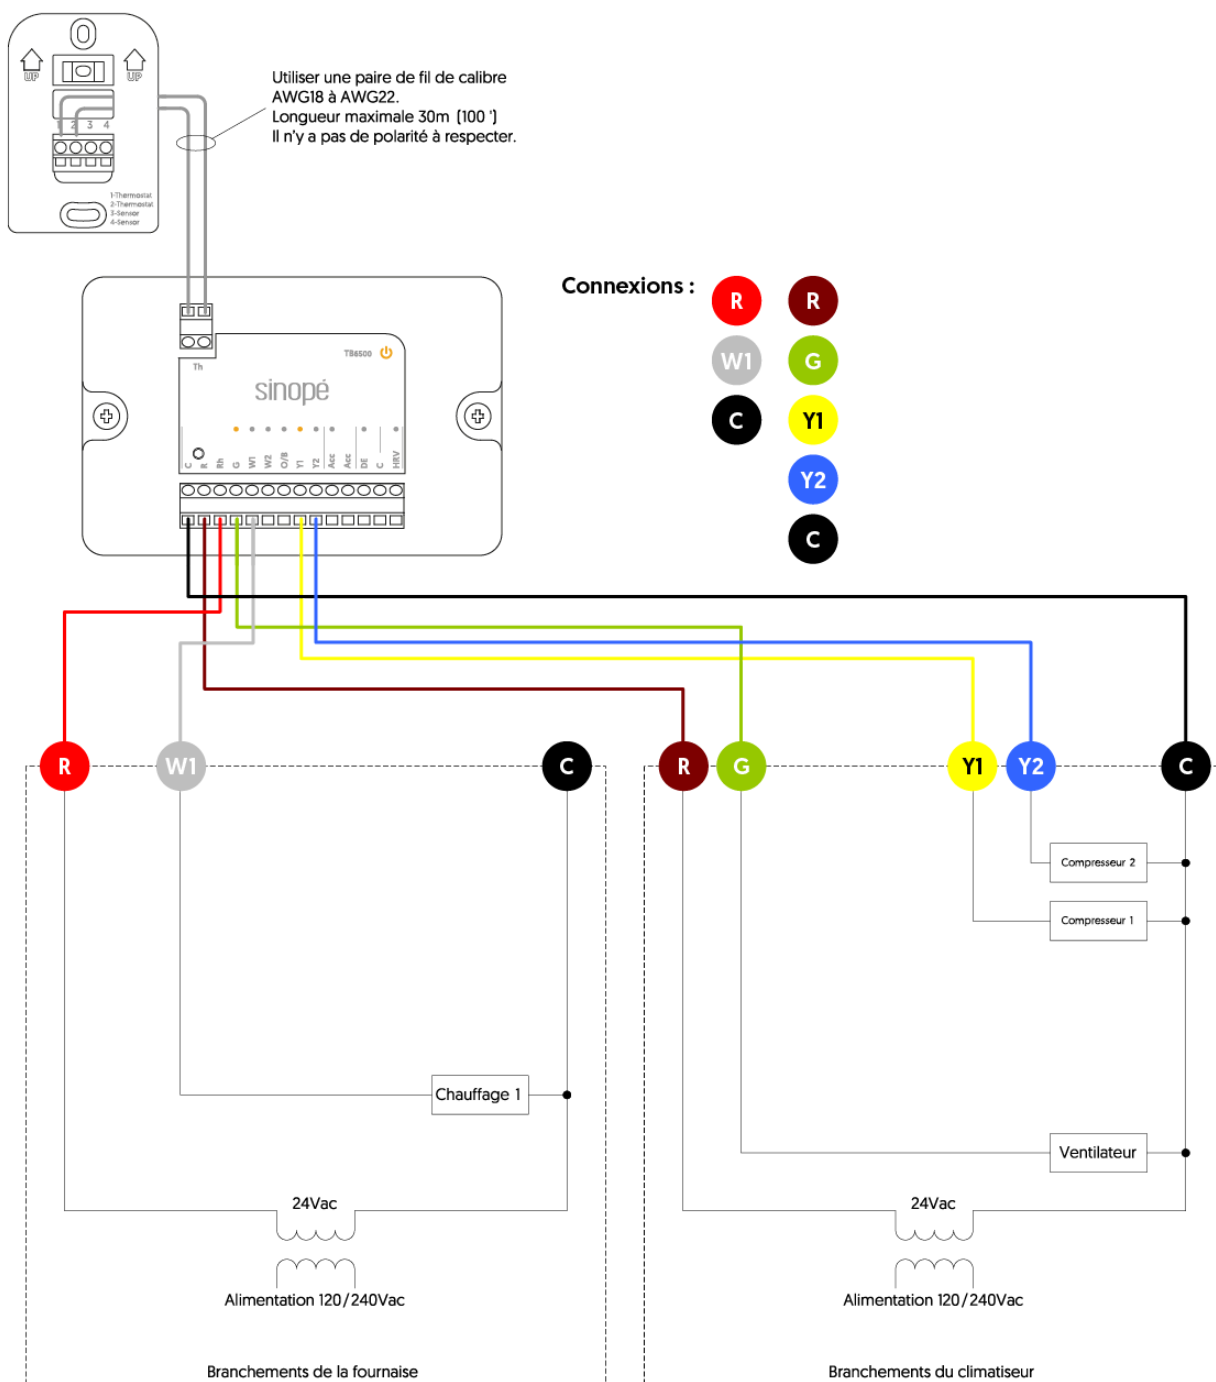 UP
UP
1 2 3 4
1-Thermostat
2-Thermostat
3-Sensor
4-Sensor
Utiliser une paire de fil de calibre
AWG18 à AWG22.
Longueur maximale 30m (100 ')
Il n'y a pas de polarité à respecter.
Connexions :
R R
W1 G
C Y1
Y2
C
TB6500
Th
sinopé
C R Rh G W1 W2 O/B Y1 Y2 Acc Acc DE C HRV
R W1 C R G Y1 Y2 C
Compresseur 2
Compresseur 1
Chauffage 1
Ventilateur
24Vac
24Vac
Alimentation 120/240Vac
Alimentation 120/240Vac
Branchements de la fournaise
Branchements du climatiseur